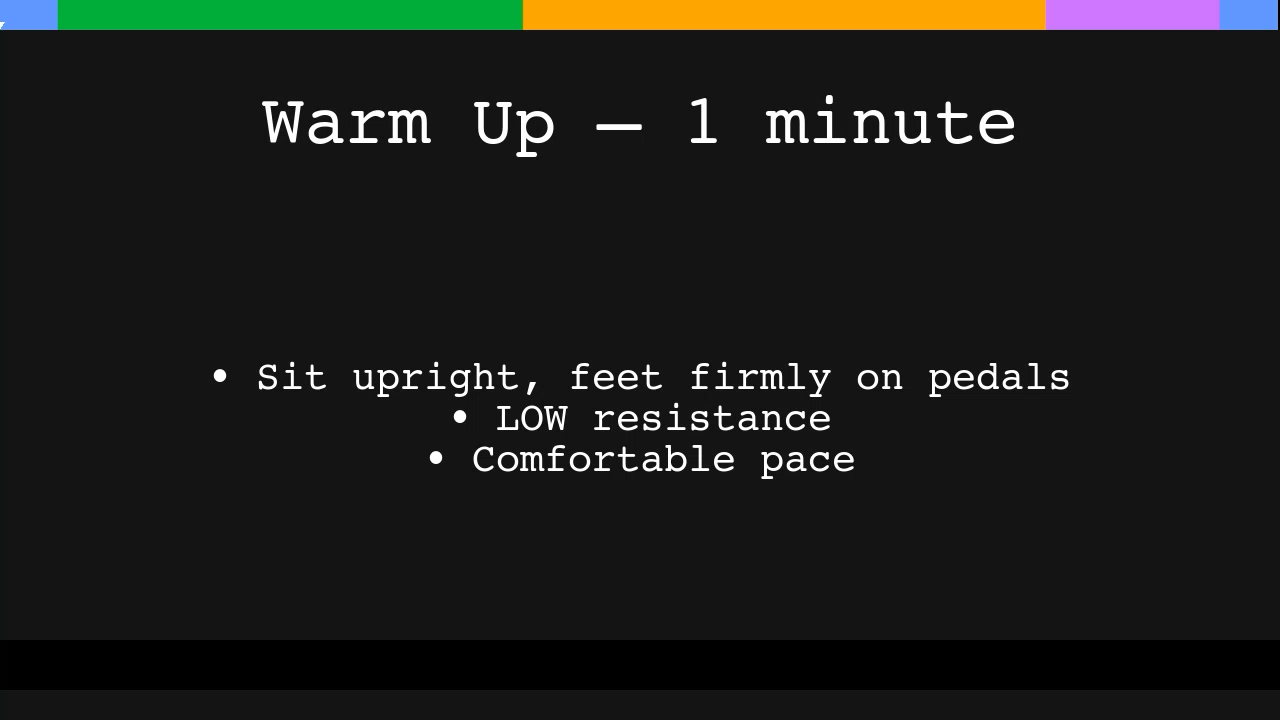 Warm Up — 1 minute
• Sit upright, feet firmly on pedals
• LOW resistance
• Comfortable pace